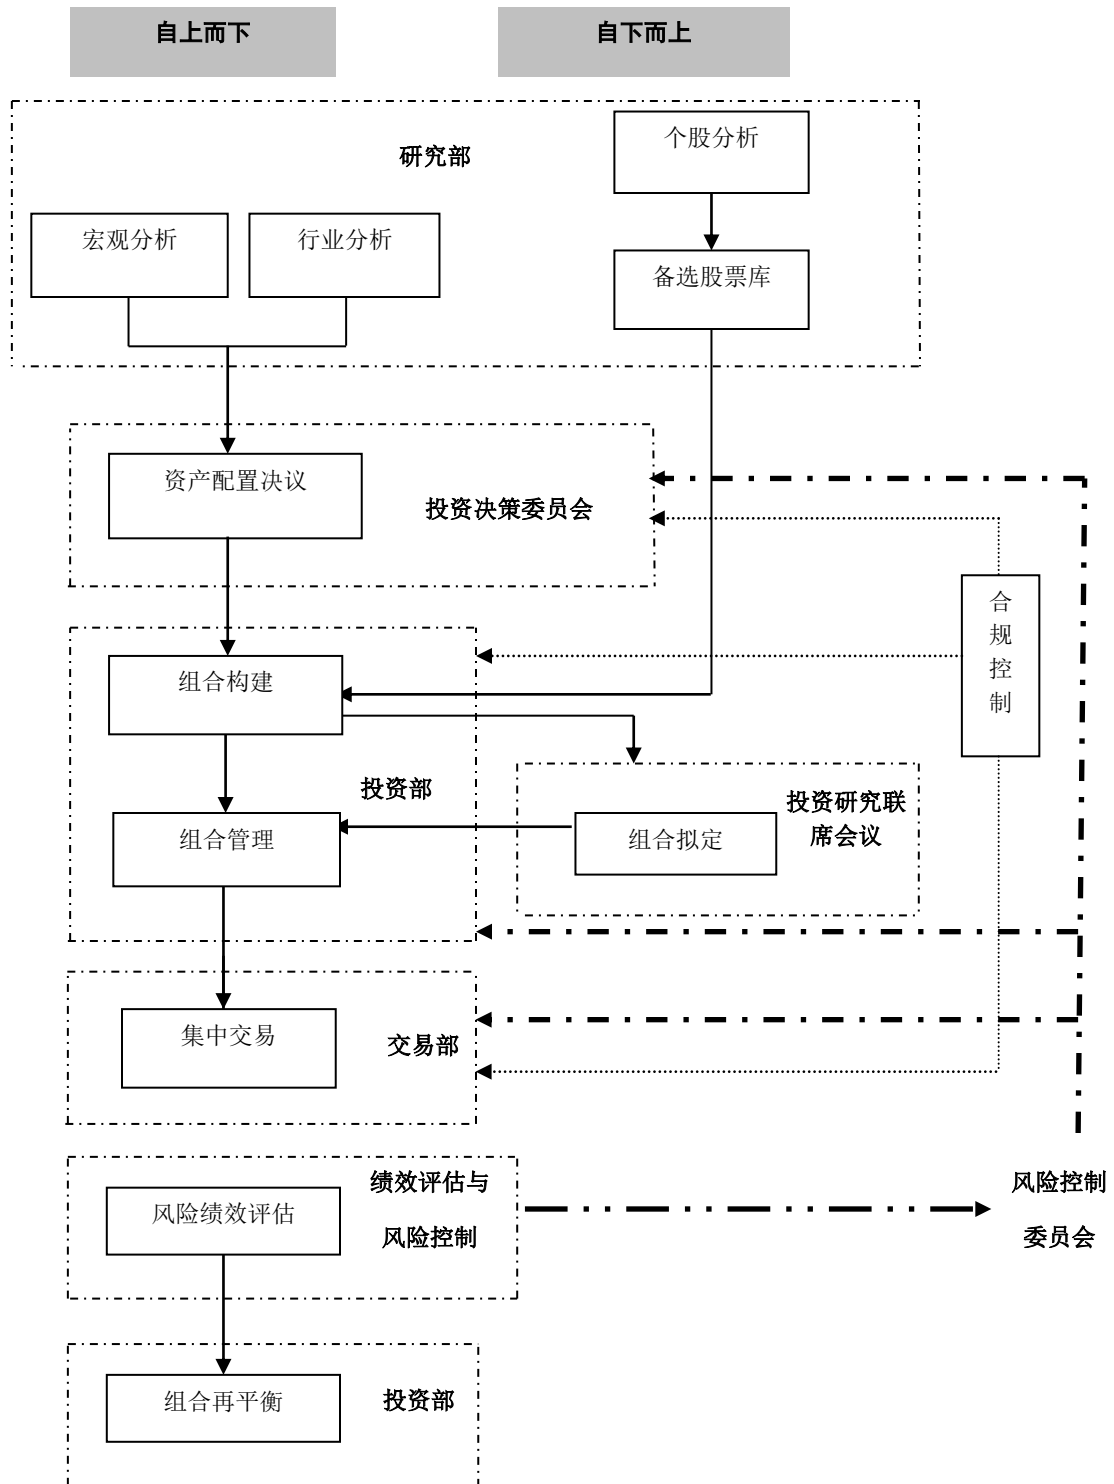 自上而下
自下而上
个股分析
研究部
宏观分析
行业分析
备选股票库
资产配置决议
投资决策委员会
合
规
控
制
组合构建
投资部
投资研究联
席会议
组合管理
组合拟定
集中交易
交易部
绩效评估与
风险控制
风险绩效评估
风险控制
委员会
组合再平衡
投资部